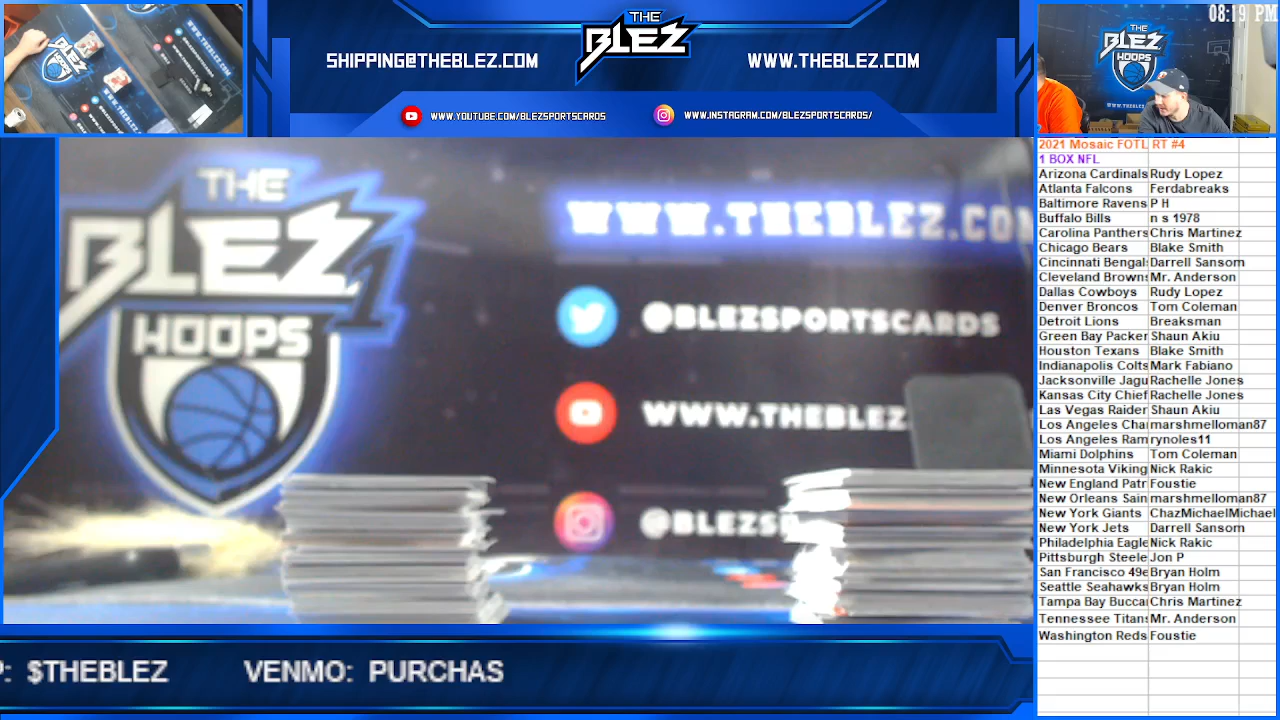 08:19 PM
THE
BLEZ
SHIPPING@THEBLEZ.COM
WWW.THEBLEZ.COM
WWW.YOUTUBE.COM/BLEZSPORTSCARDS
WWW.INSTAGRAM.COM/BLEZSPORTSCARDS/
THE
BLEZ
HOOPS
1
WWW.THEBLEZ.CO
@BLEZSPORTSCARDS
WWW.THEBLEZ
@BLEZS
THE
BLEZ
HOOPS
2021 Mosaic FOTL RT #4
1 BOX NFL
Arizona Cardinals Rudy Lopez
Atlanta Falcons Ferdabreaks
Baltimore Ravens P H
Buffalo Bills n s 1978
Carolina Panthers Chris Martinez
Chicago Bears Blake Smith
Cincinnati Bengal Darrell Sansom
Cleveland Browns Mr. Anderson
Dallas Cowboys Rudy Lopez
Denver Broncos Tom Coleman
Detroit Lions Breaksman
Green Bay Packer Shaun Akiu
Houston Texans Blake Smith
Indianapolis Colts Mark Fabiano
Jacksonville Jagu Rachelle Jones
Kansas City Chief Rachelle Jones
Las Vegas Raider Shaun Akiu
Los Angeles Cha marshmelloman87
Los Angeles Ram rynoles11
Miami Dolphins Tom Coleman
Minnesota Viking Nick Rakic
New England Patr Foustie
New Orleans Sain marshmelloman87
New York Giants ChazMichaelMichael
New York Jets Darrell Sansom
Philadelphia Eagle Nick Rakic
Pittsburgh Steele Jon P
San Francisco 49e Bryan Holm
Seattle Seahawks Bryan Holm
Tampa Bay Bucca Chris Martinez
Tennessee Titans Mr. Anderson
Washington Reds Foustie
P: $THEBLEZ VENMO: PURCHAS